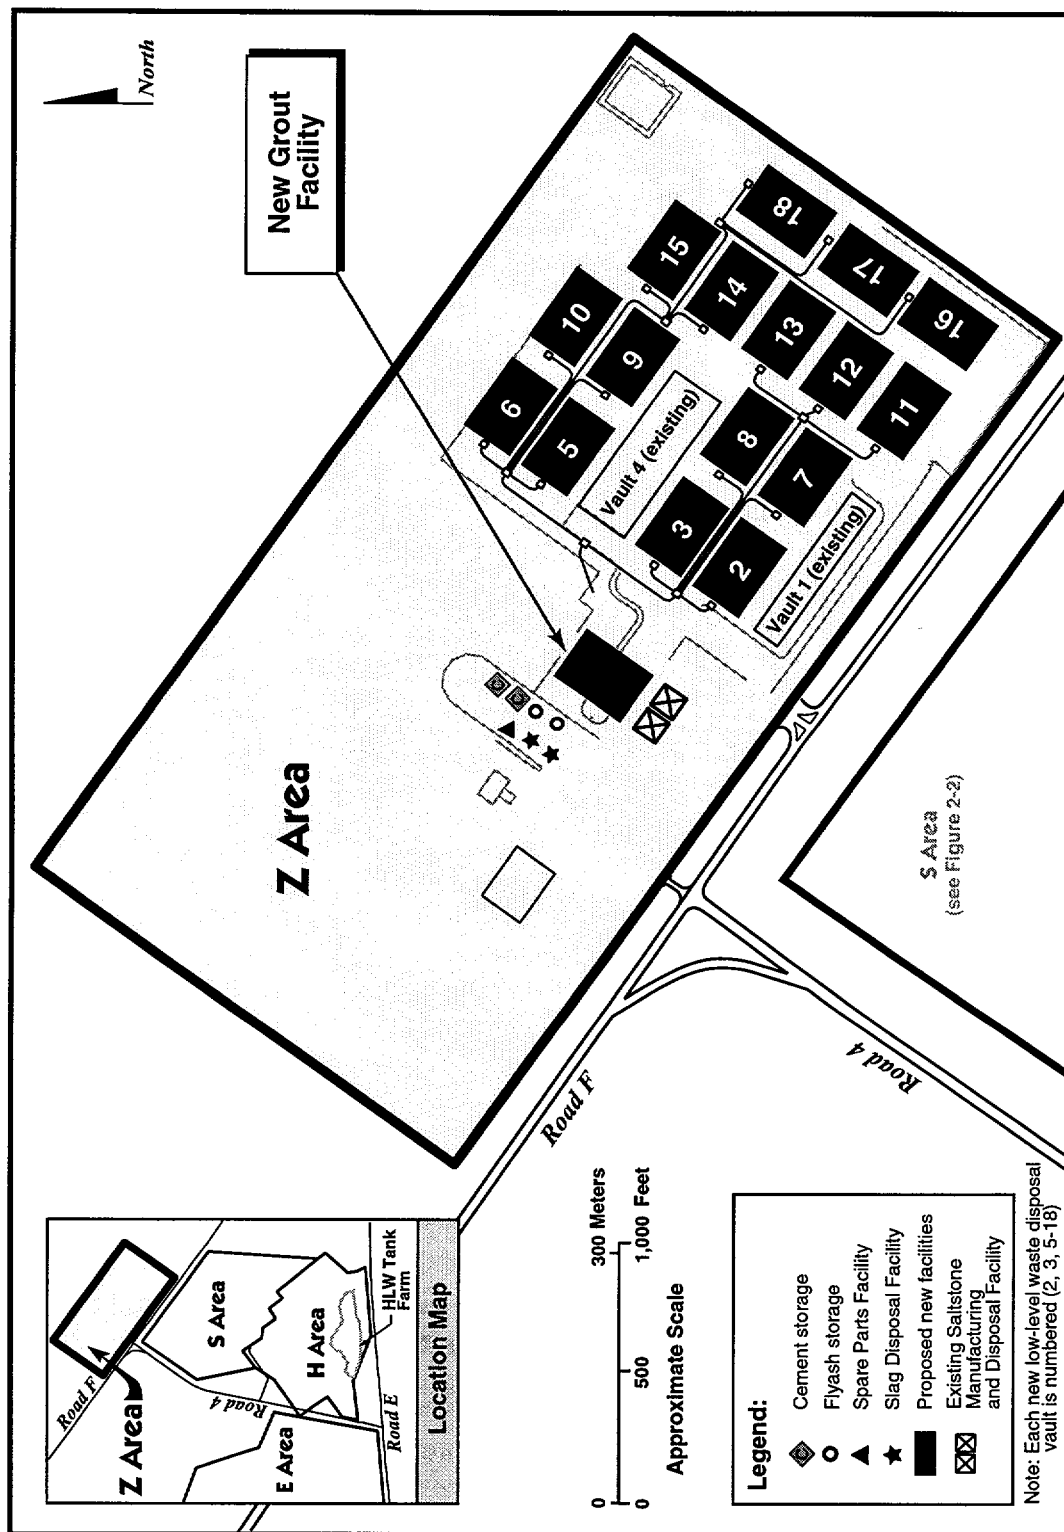 North
New Grout
Facility
Z Area
6
10
5
9
15
14
18
17
16
13
12
11
Vault 4 (existing)
3
8
2
7
Vault 1 (existing)
S Area
(see Figure 2-2)
Road F
Road 4
Road F
Z Area
S Area
H Area
E Area
Road 4
Road E
HLW Tank
Farm
Location Map
0 300 Meters
0 500 1,000 Feet
Approximate Scale
Legend:
Cement storage
Flyash storage
Spare Parts Facility
Slag Disposal Facility
Proposed new facilities
Existing Saltstone
Manufacturing
and Disposal Facility
Note: Each new low-level waste disposal
vault is numbered (2, 3, 5-18)